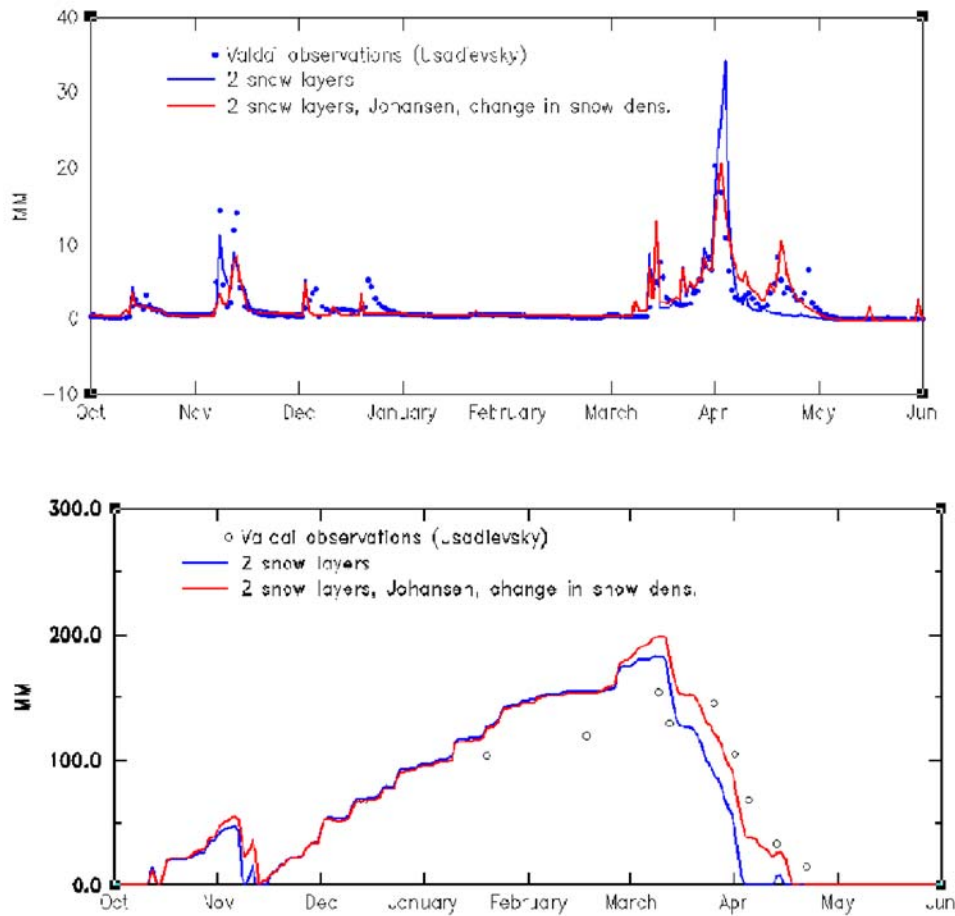 40
Valdai observations (Usadievsky)
2 snow layers
30
2 snow layers, Johansen, change in snow dens.
20
MM
10
0
-10
Oct Nov Dec January February March Apr May Jun
300.0
Valdai observations (Usadievsky)
2 snow layers
2 snow layers, Johansen, change in snow dens.
200.0
MM
100.0
0.0
Oct Nov Dec January February March Apr May Jun